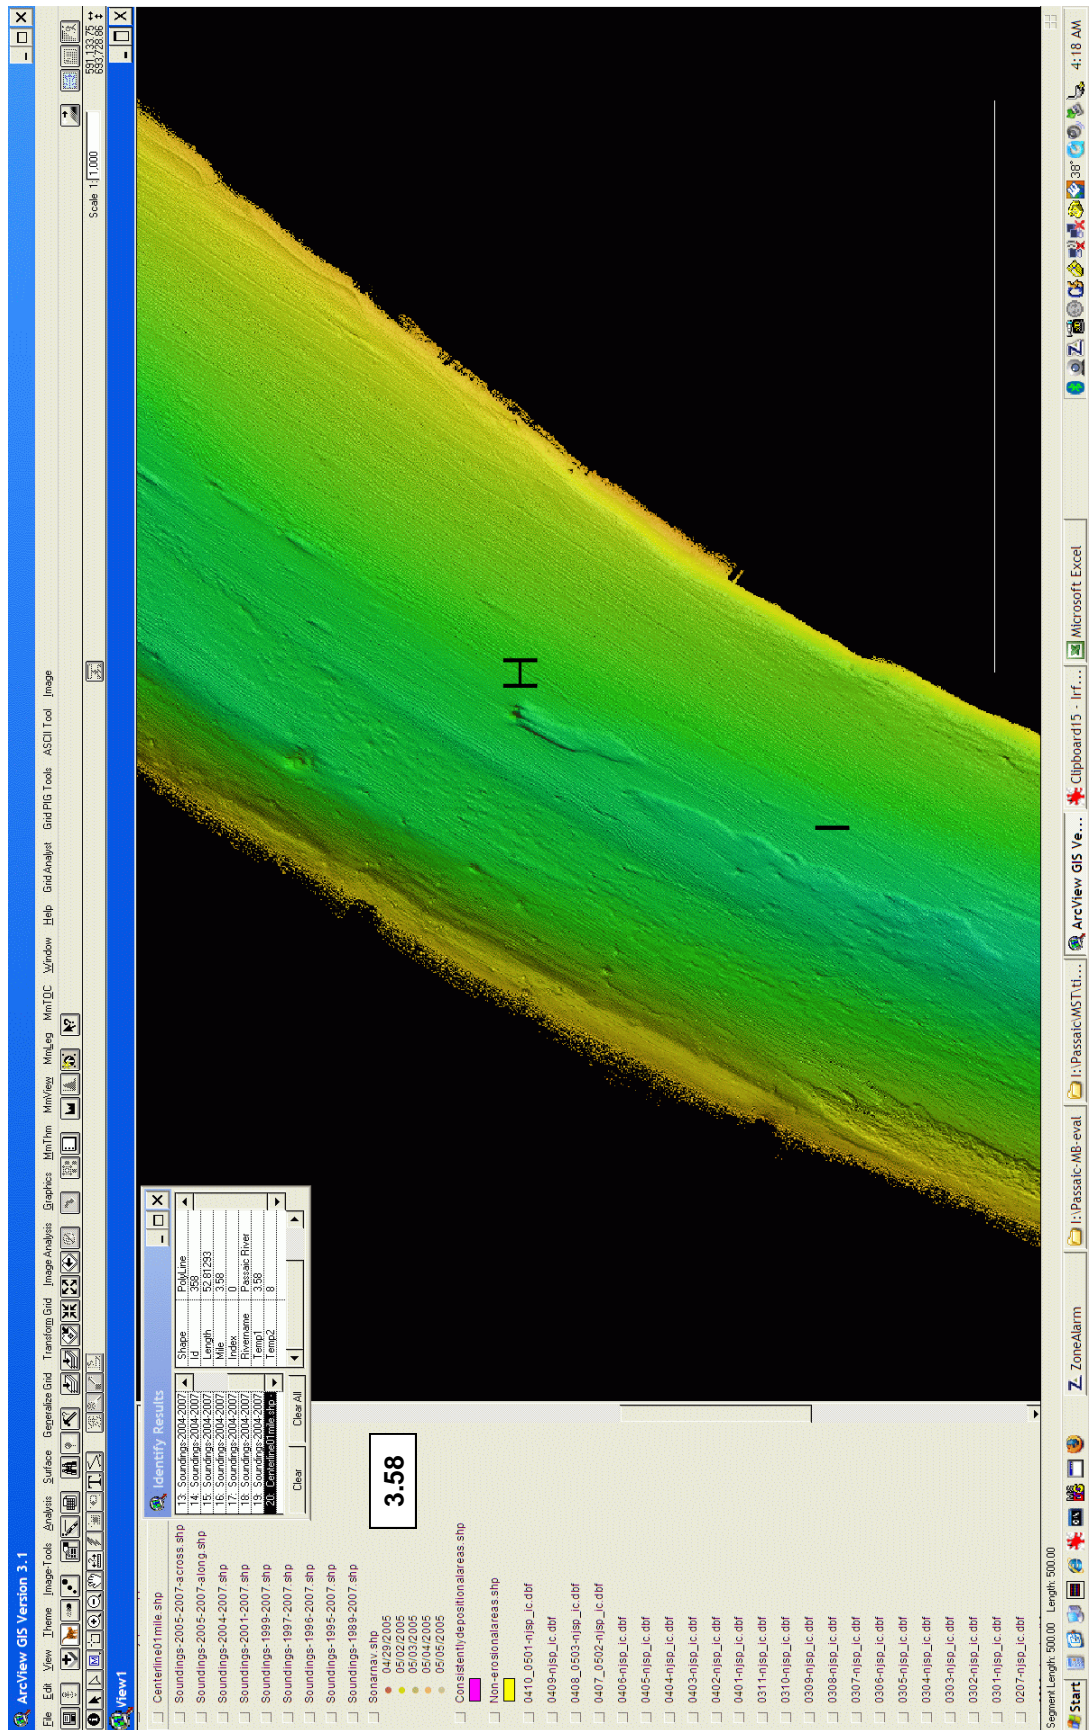 ArcView GIS Version 3.1
File Edit View Theme Image-Tools Analysis Surface Generalize Grid Transform Grid Image Analysis Graphics MmThm MmView MmLeg MmTOC Window Help Grid Analyst Grid PIG Tools ASCII Tool Image
Scale 1: 1,000
591,133.75
693,728.86
View1
Centerline01mile.shp
Soundings-2005-2007-across.shp
Soundings-2005-2007-along.shp
Soundings-2004-2007.shp
Soundings-2001-2007.shp
Soundings-1999-2007.shp
Soundings-1997-2007.shp
Soundings-1996-2007.shp
Soundings-1995-2007.shp
Soundings-1989-2007.shp
Sonarnav.shp
04/29/2005
05/02/2005
05/03/2005
05/04/2005
05/05/2005
Consistentlydepositionalareas.shp
Non-erosionalareas.shp
0410_0501-njsp_ic.dbf
0409-njsp_ic.dbf
0408_0503-njsp_ic.dbf
0407_0502-njsp_ic.dbf
0406-njsp_ic.dbf
0405-njsp_ic.dbf
0404-njsp_ic.dbf
0403-njsp_ic.dbf
0402-njsp_ic.dbf
0401-njsp_ic.dbf
0311-njsp_ic.dbf
0310-njsp_ic.dbf
0309-njsp_ic.dbf
0308-njsp_ic.dbf
0307-njsp_ic.dbf
0306-njsp_ic.dbf
0305-njsp_ic.dbf
0304-njsp_ic.dbf
0303-njsp_ic.dbf
0302-njsp_ic.dbf
0301-njsp_ic.dbf
0207-njsp_ic.dbf
Identify Results
13: Soundings-2004-2007
14: Soundings-2004-2007
15: Soundings-2004-2007
16: Soundings-2004-2007
17: Soundings-2004-2007
18: Soundings-2004-2007
19: Soundings-2004-2007
20: Centerline01mile.shp -
Clear Clear All
Shape PolyLine
Id 358
Length 52.81293
Mile 3.58
Index 0
Rivername Passaic River
Temp1 3.58
Temp2 8
3.58
H
I
Segment Length: 500.00 Length: 500.00
Start ZoneAlarm I:\Passaic-MB-eval I:\Passaic\MST\ti... ArcView GIS Ve... Clipboard15 - Irf... Microsoft Excel 38° 4:18 AM